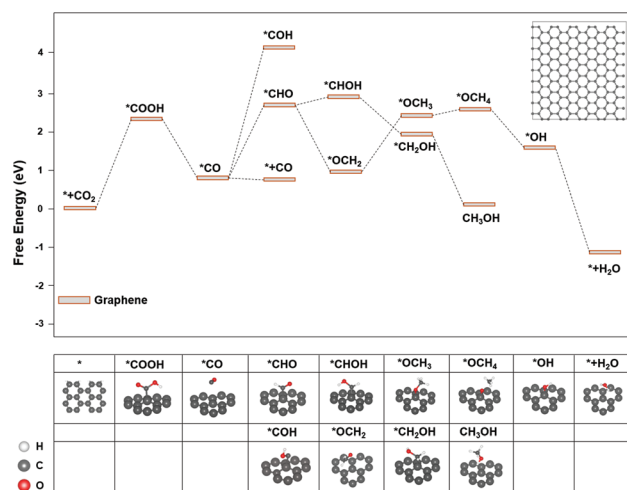 Free Energy (eV)
4
3
2
1
0
-1
-2
-3
*+CO2
*COOH
*CO
*COH
*CHO
*+CO
*CHOH
*OCH2
*OCH3
*CH2OH
*OCH4
CH3OH
*OH
*+H2O
Graphene
* *COOH *CO *CHO *CHOH *OCH3 *OCH4 *OH *+H2O
*COH *OCH2 *CH2OH CH3OH
H
C
O